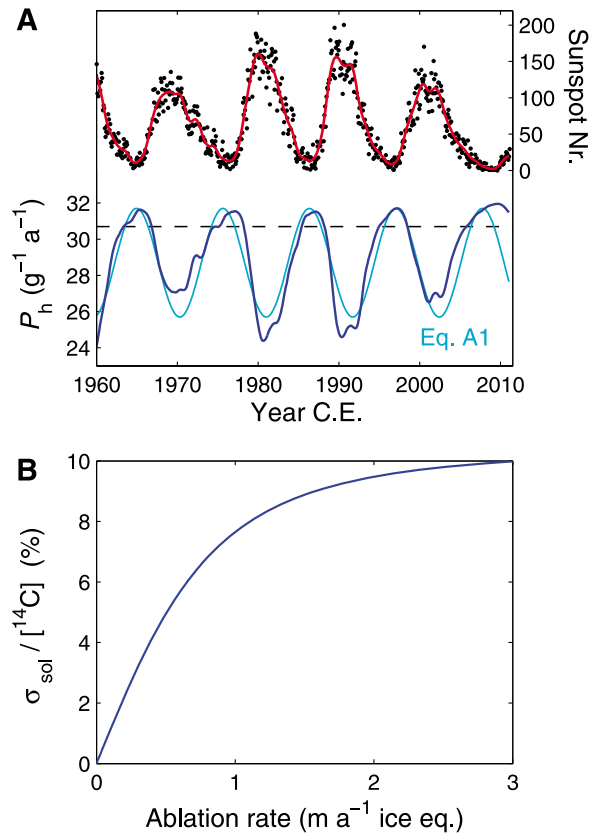 A
200
150
100
50
0
Sunspot Nr.
32
30
28
26
24
P_h (g⁻¹ a⁻¹)
Eq. A1
1960 1970 1980 1990 2000 2010
Year C.E.
B
10
8
6
4
2
0
σ_sol / [¹⁴C] (%)
0 1 2 3
Ablation rate (m a⁻¹ ice eq.)